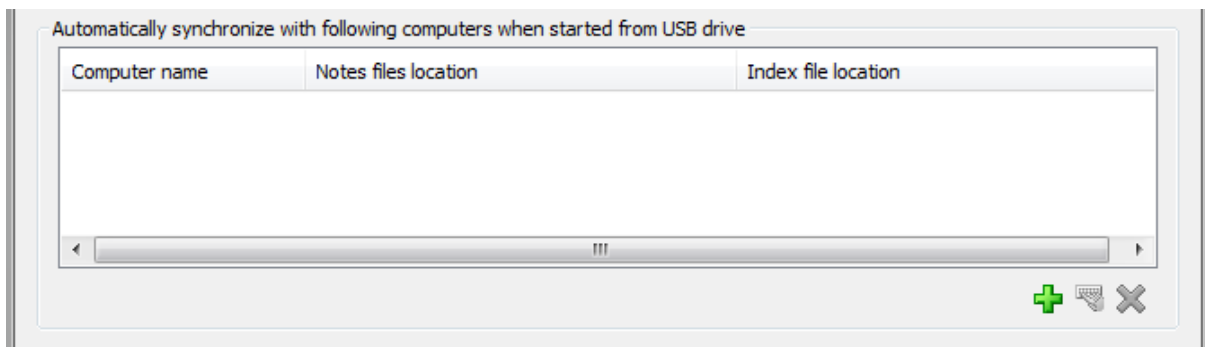 Automatically synchronize with following computers when started from USB drive
Computer name Notes files location Index file location